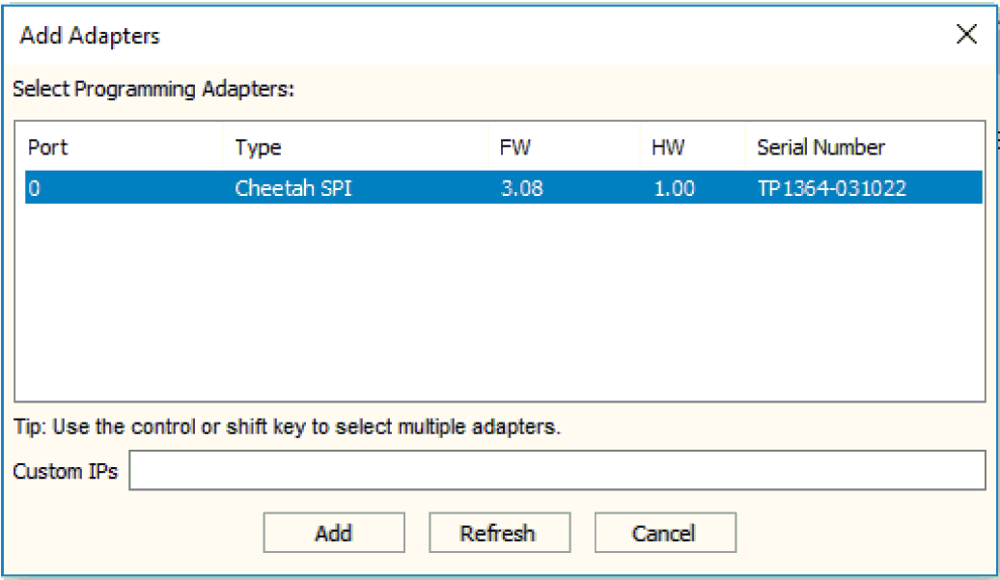 Add Adapters
Select Programming Adapters:
Port Type FW HW Serial Number
0 Cheetah SPI 3.08 1.00 TP1364-031022
Tip: Use the control or shift key to select multiple adapters.
Custom IPs
Add Refresh Cancel